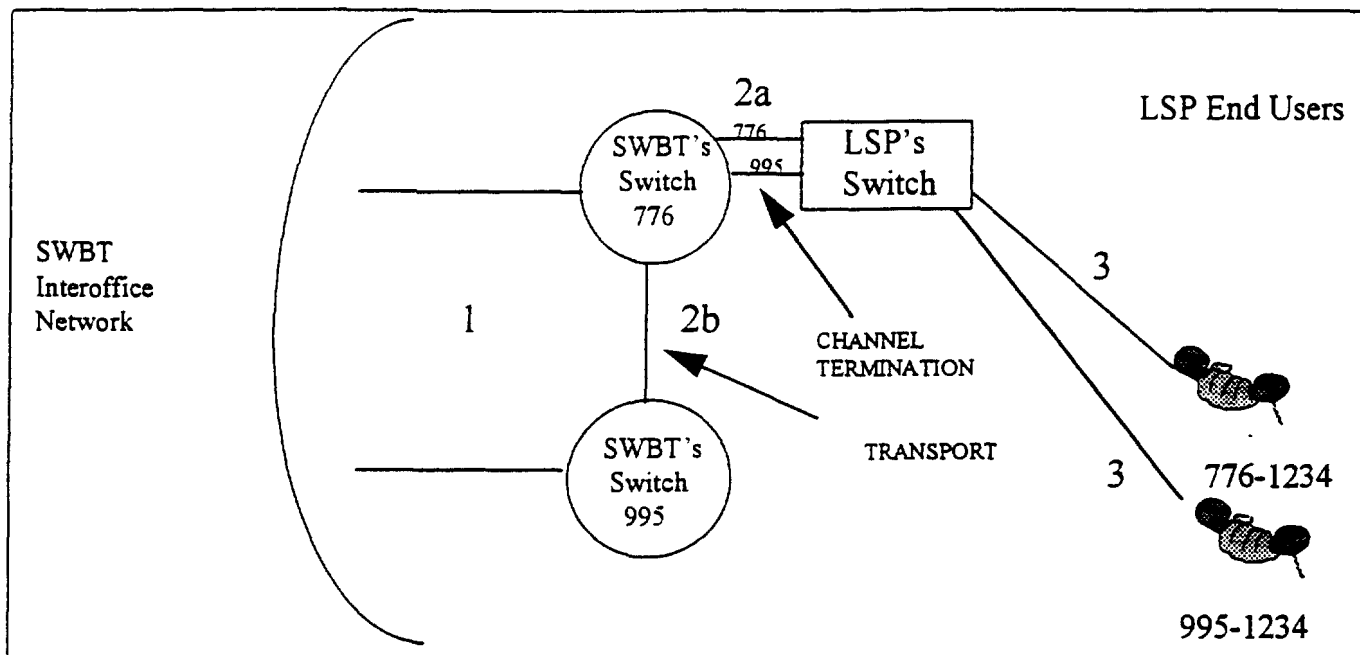 2a
LSP End Users
776
995
SWBT's
Switch
776
LSP's
Switch
SWBT
Interoffice
Network
1
2b
3
CHANNEL
TERMINATION
TRANSPORT
SWBT's
Switch
995
3
776-1234
995-1234